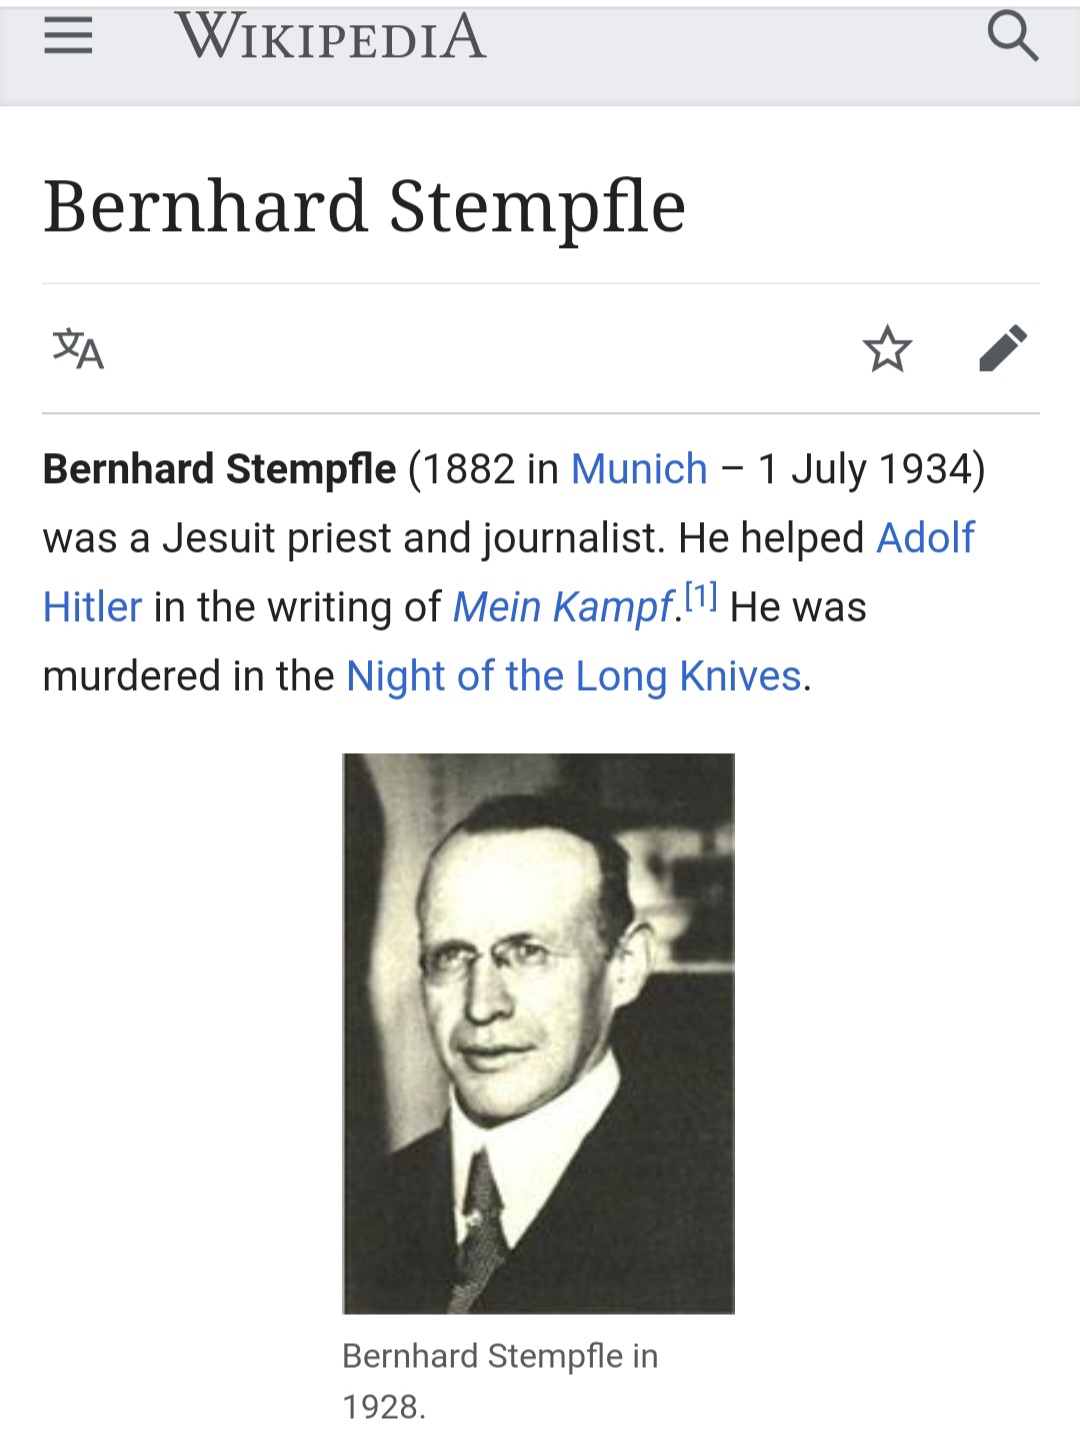 WIKIPEDIA
Bernhard Stempfle
Bernhard Stempfle (1882 in Munich – 1 July 1934)
was a Jesuit priest and journalist. He helped Adolf
Hitler in the writing of Mein Kampf.[1] He was
murdered in the Night of the Long Knives.
Bernhard Stempfle in
1928.